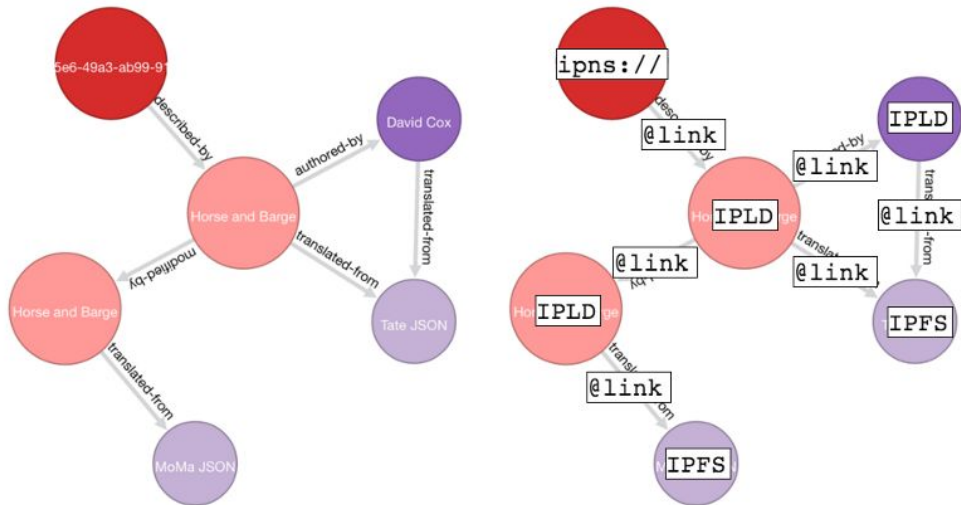 5e6-49a3-ab99-91
described-by
David Cox
authored-by
Horse and Barge
translated-from
modified-by
translated-from
Horse and Barge
Tate JSON
translated-from
MoMa JSON
ipns://
@link
IPLD
@link
IPLD
@link
@link
@link
IPLD
IPFS
@link
IPFS